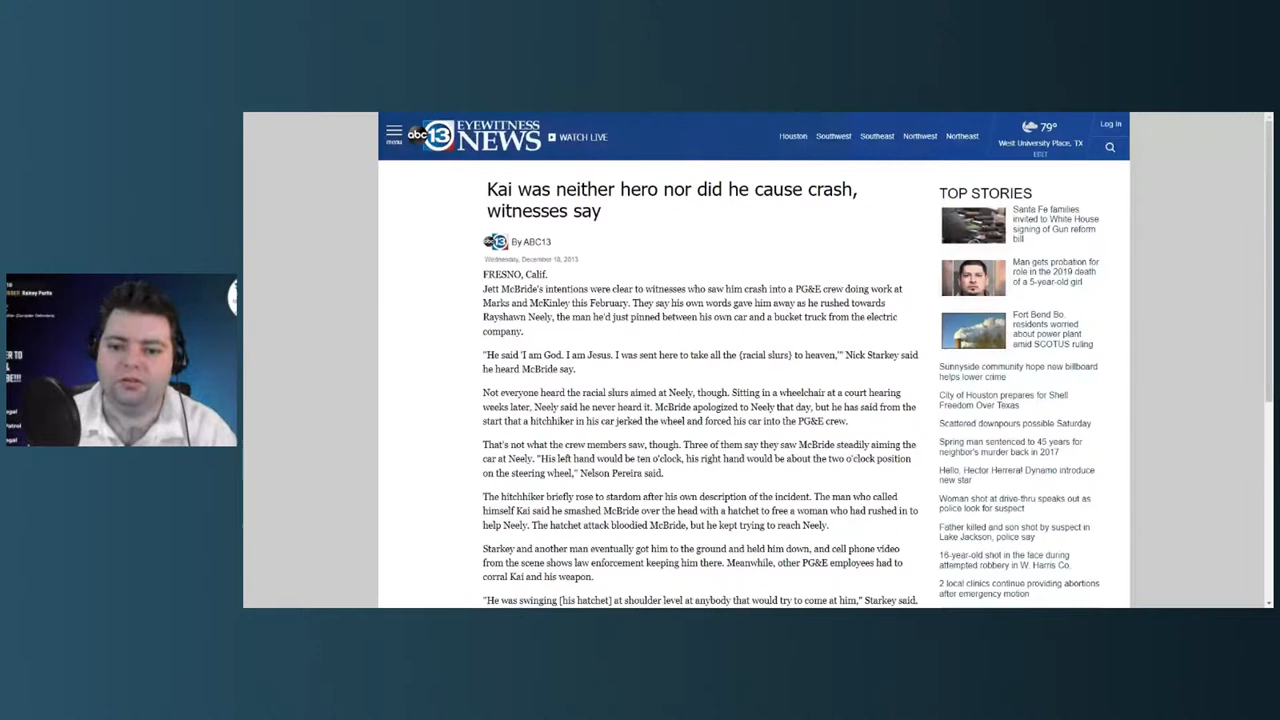 menu
abc 13
EYEWITNESS
NEWS
WATCH LIVE
Houston
Southwest
Southeast
Northwest
Northeast
79°
West University Place, TX
EDIT
Log In
Kai was neither hero nor did he cause crash,
witnesses say
By ABC13
Wednesday, December 18, 2013
FRESNO, Calif.
Jett McBride's intentions were clear to witnesses who saw him crash into a PG&E crew doing work at
Marks and McKinley this February. They say his own words gave him away as he rushed towards
Rayshawn Neely, the man he'd just pinned between his own car and a bucket truck from the electric
company.
"He said 'I am God. I am Jesus. I was sent here to take all the {racial slurs} to heaven,'" Nick Starkey said
he heard McBride say.
Not everyone heard the racial slurs aimed at Neely, though. Sitting in a wheelchair at a court hearing
weeks later, Neely said he never heard it. McBride apologized to Neely that day, but he has said from the
start that a hitchhiker in his car jerked the wheel and forced his car into the PG&E crew.
That's not what the crew members saw, though. Three of them say they saw McBride steadily aiming the
car at Neely. "His left hand would be ten o'clock, his right hand would be about the two o'clock position
on the steering wheel," Nelson Pereira said.
The hitchhiker briefly rose to stardom after his own description of the incident. The man who called
himself Kai said he smashed McBride over the head with a hatchet to free a woman who had rushed in to
help Neely. The hatchet attack bloodied McBride, but he kept trying to reach Neely.
Starkey and another man eventually got him to the ground and held him down, and cell phone video
from the scene shows law enforcement keeping him there. Meanwhile, other PG&E employees had to
corral Kai and his weapon.
"He was swinging [his hatchet] at shoulder level at anybody that would try to come at him," Starkey said.
TOP STORIES
Santa Fe families
invited to White House
signing of Gun reform
bill
Man gets probation for
role in the 2019 death
of a 5-year-old girl
Fort Bend Bo.
residents worried
about power plant
amid SCOTUS ruling
Sunnyside community hope new billboard
helps lower crime
City of Houston prepares for Shell
Freedom Over Texas
Scattered downpours possible Saturday
Spring man sentenced to 45 years for
neighbor's murder back in 2017
Hello, Hector Herrera! Dynamo introduce
new star
Woman shot at drive-thru speaks out as
police look for suspect
Father killed and son shot by suspect in
Lake Jackson, police say
16-year-old shot in the face during
attempted robbery in W. Harris Co.
2 local clinics continue providing abortions
after emergency motion